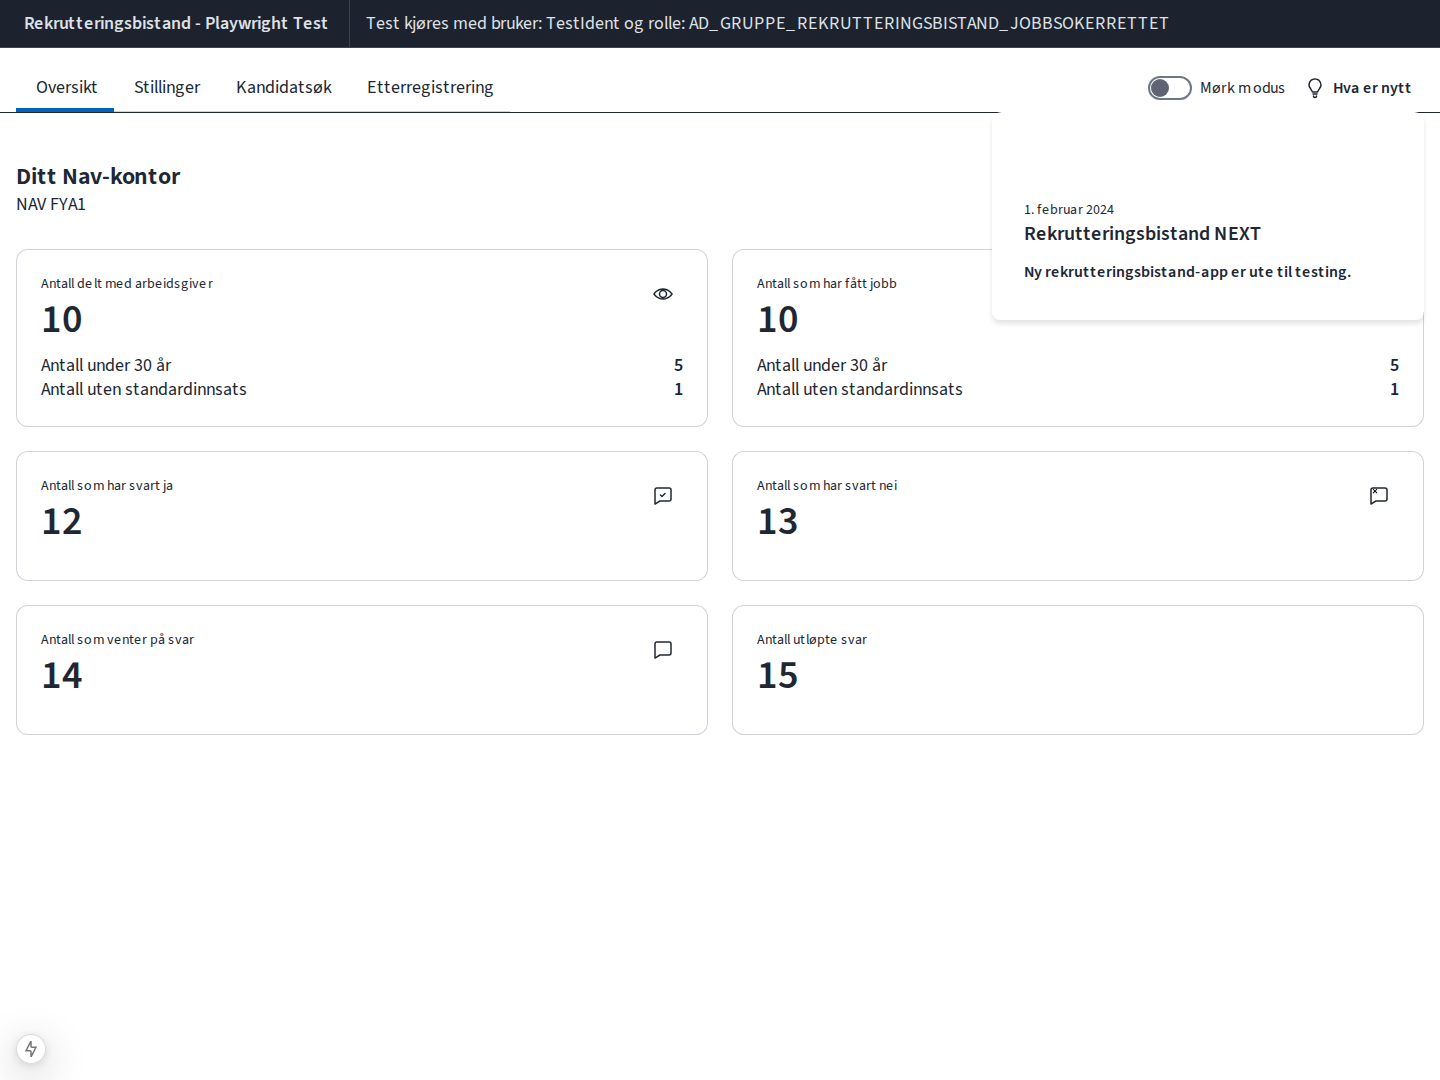 Rekrutteringsbistand - Playwright Test
Test kjøres med bruker: TestIdent og rolle: AD_GRUPPE_REKRUTTERINGSBISTAND_JOBBSOKERRETTET
Oversikt
Stillinger
Kandidatsøk
Etterregistrering
Mørk modus
Hva er nytt
Ditt Nav-kontor
NAV FYA1
1. februar 2024
Rekrutteringsbistand NEXT
Ny rekrutteringsbistand-app er ute til testing.
Antall delt med arbeidsgiver
10
Antall under 30 år 5
Antall uten standardinnsats 1
Antall som har fått jobb
10
Antall under 30 år 5
Antall uten standardinnsats 1
Antall som har svart ja
12
Antall som har svart nei
13
Antall som venter på svar
14
Antall utløpte svar
15